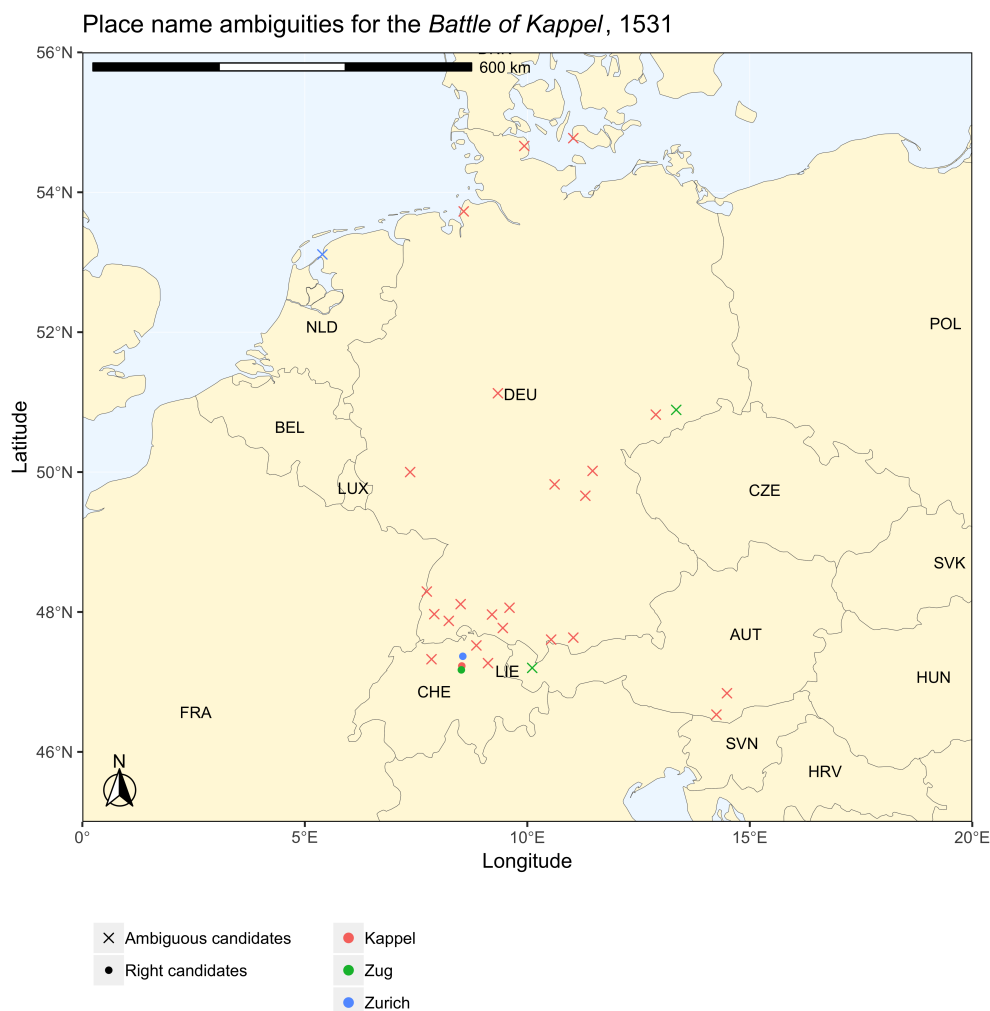 Place name ambiguities for the Battle of Kappel, 1531
56°N
600 km
54°N
52°N
50°N
48°N
46°N
Latitude
NLD
POL
DEU
BEL
LUX
CZE
SVK
AUT
LIE
CHE
HUN
FRA
SVN
HRV
N
0°
5°E
10°E
15°E
20°E
Longitude
Ambiguous candidates
Right candidates
Kappel
Zug
Zurich